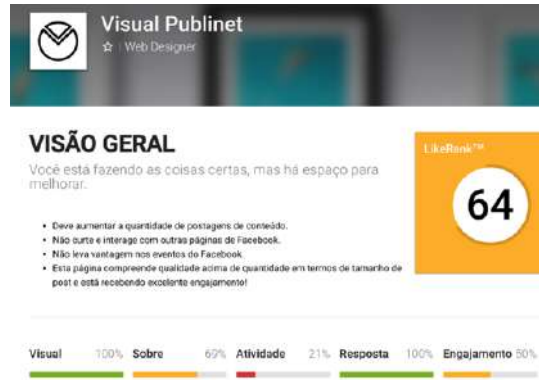 Visual Publinet
Web Designer
VISÃO GERAL
Você está fazendo as coisas certas, mas há espaço para
melhorar.
LikeRank™
64
• Deve aumentar a quantidade de postagens de conteúdo.
• Não curte e interage com outras páginas de Facebook.
• Não leva vantagem nos eventos do Facebook.
• Esta página compreende qualidade acima de quantidade em termos de tamanho de
post e está recebendo excelente engajamento!
Visual 100% Sobre 69% Atividade 21% Resposta 100% Engajamento 50%